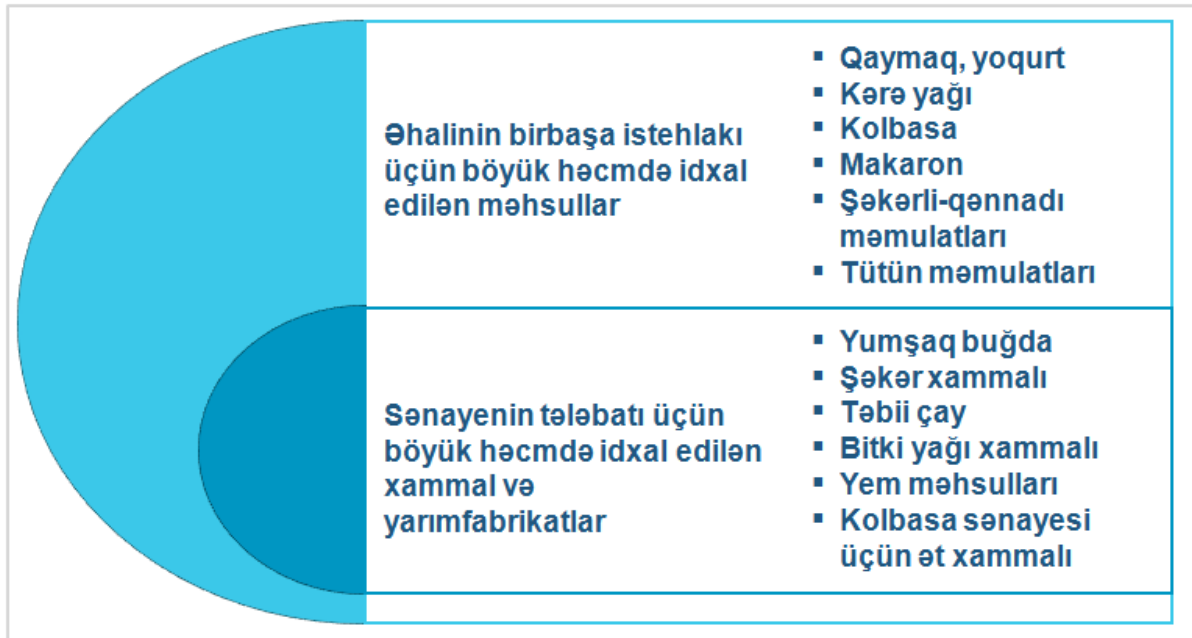 Əhalinin birbaşa istehlakı
üçün böyük həcmdə idxal
edilən məhsullar
▪ Qaymaq, yoqurt
▪ Kərə yağı
▪ Kolbasa
▪ Makaron
▪ Şəkərli-qənnadı
məmulatları
▪ Tütün məmulatları
Sənayenin tələbatı üçün
böyük həcmdə idxal edilən
xammal və
yarımfabrikatlar
▪ Yumşaq buğda
▪ Şəkər xammalı
▪ Təbii çay
▪ Bitki yağı xammalı
▪ Yem məhsulları
▪ Kolbasa sənayesi
üçün ət xammalı